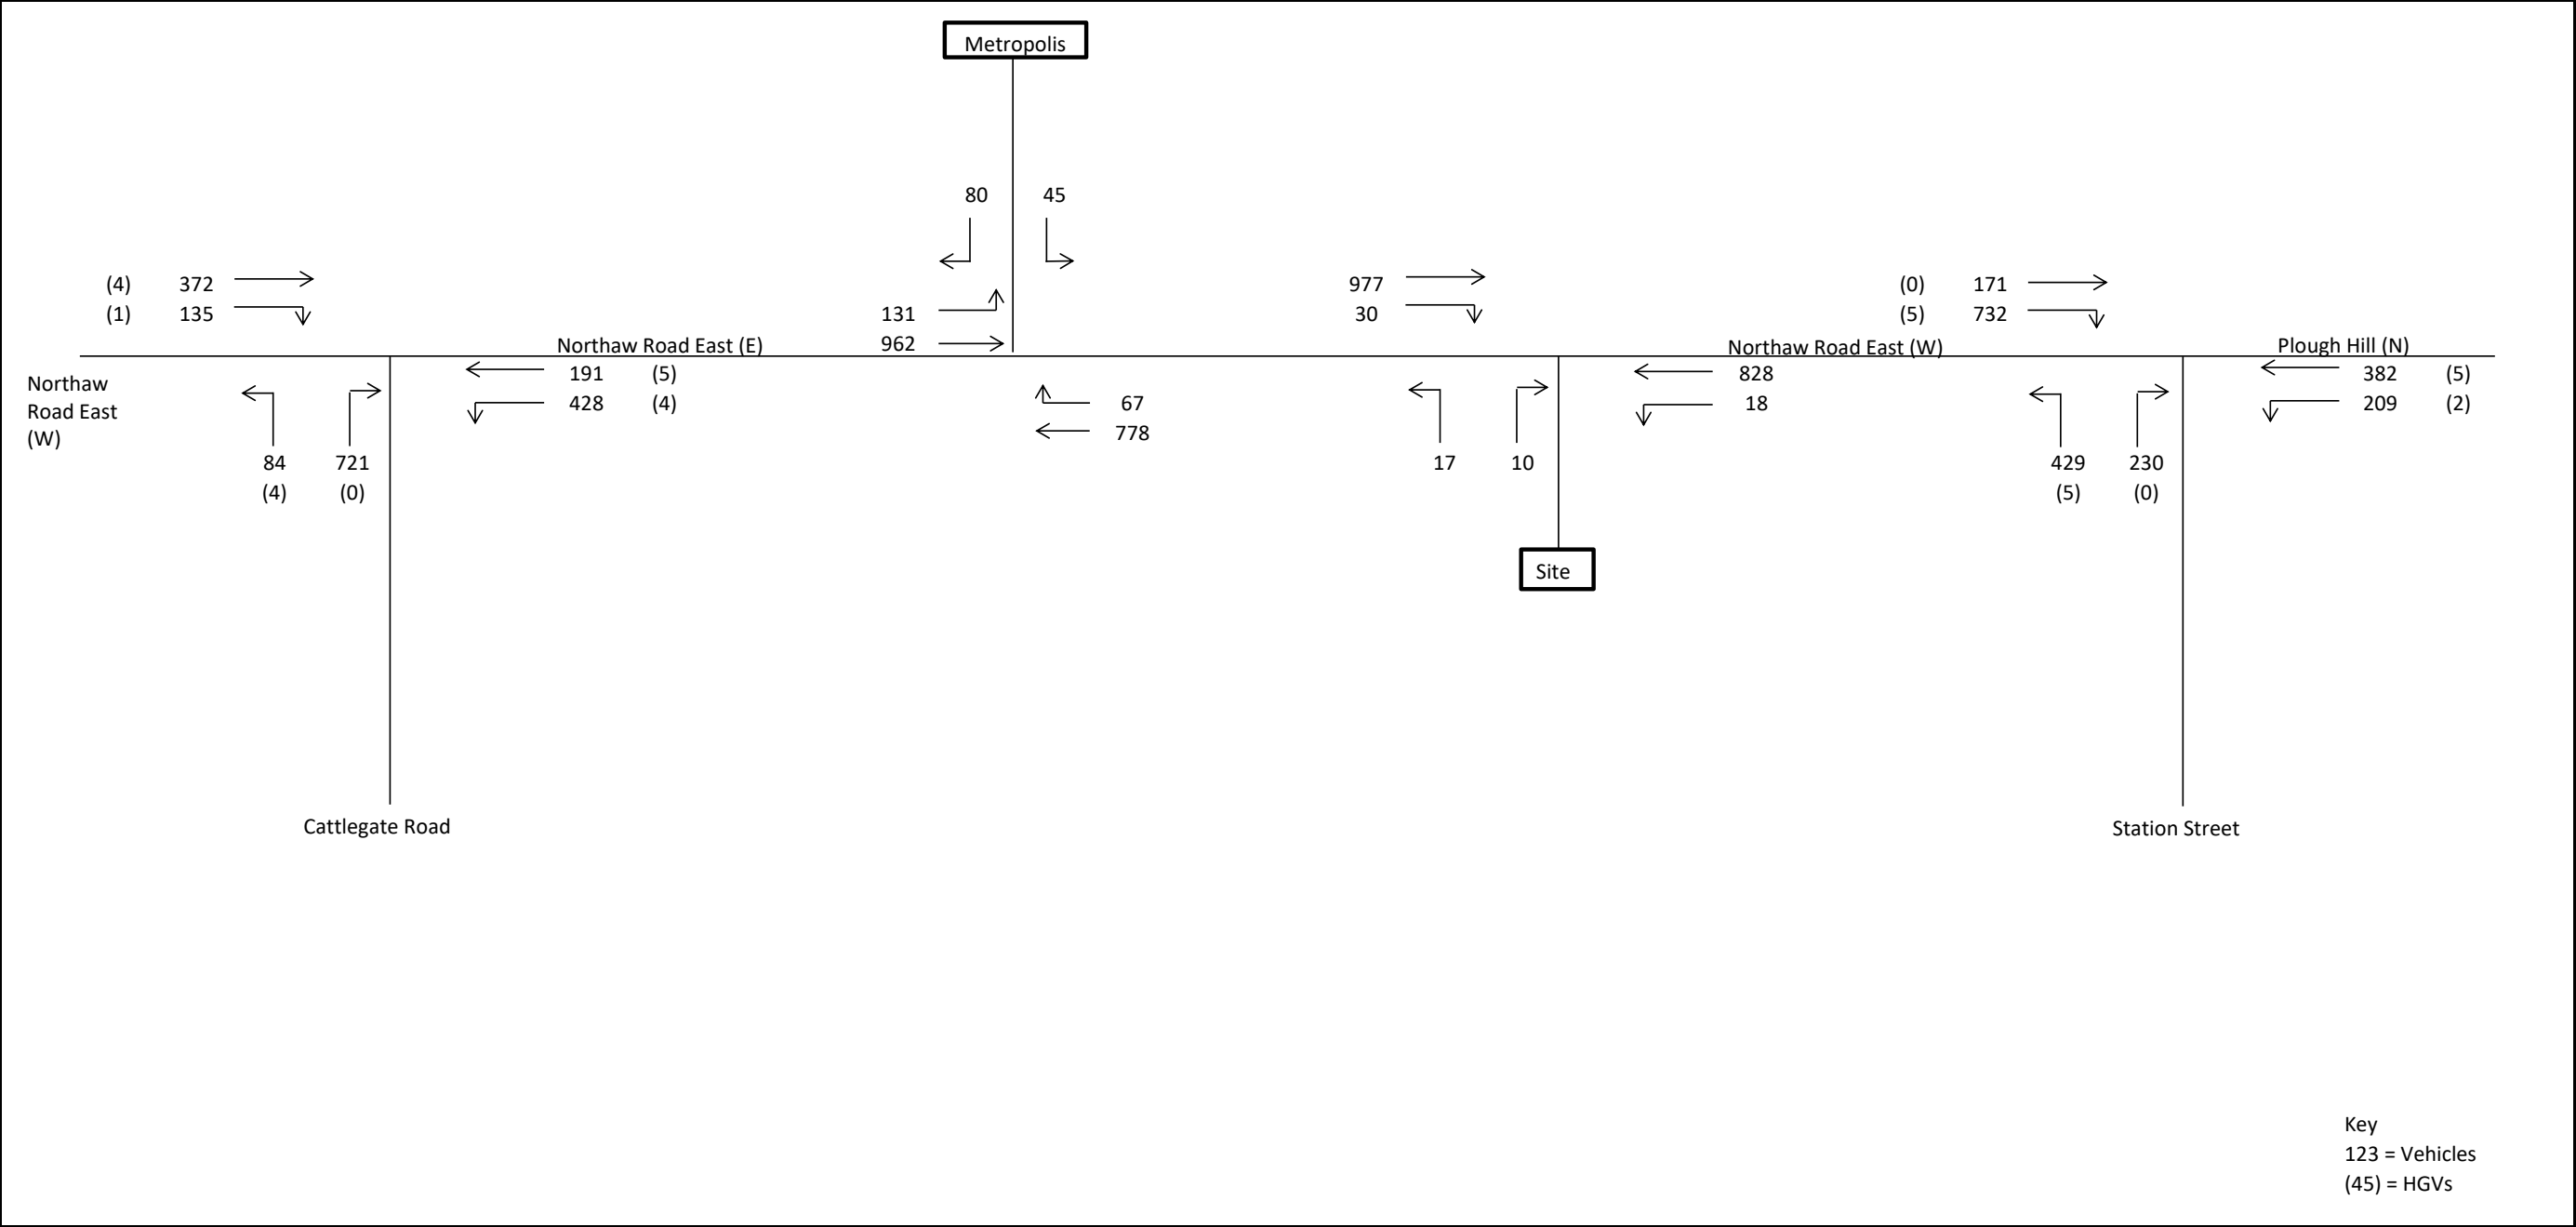 Metropolis
80 45
(4) 372
(1) 135
131
962
977
30
(0) 171
(5) 732
Northaw Road East (E)
Northaw Road East (W)
Plough Hill (N)
Northaw
Road East
(W)
191 (5)
428 (4)
67
778
828
18
382 (5)
209 (2)
84 721
(4) (0)
17 10
429 230
(5) (0)
Site
Cattlegate Road
Station Street
Key
123 = Vehicles
(45) = HGVs